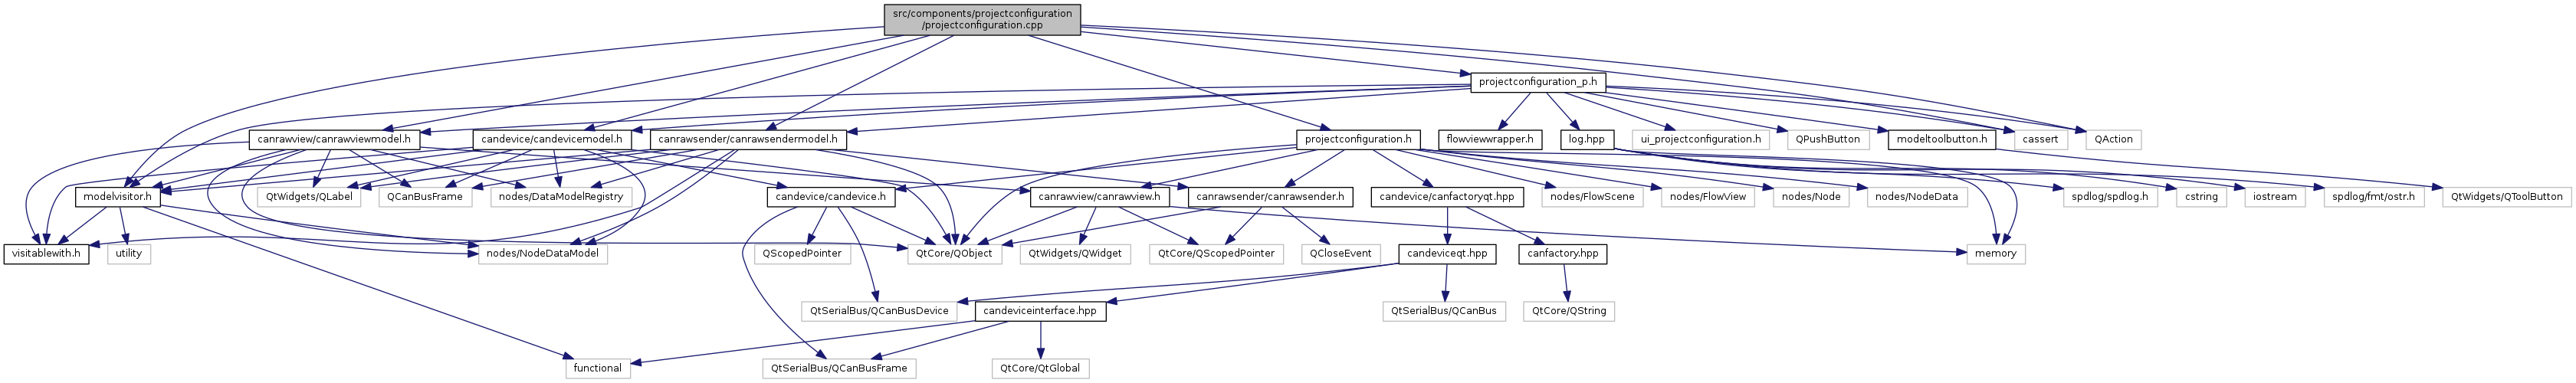 src/components/projectconfiguration
/projectconfiguration.cpp
projectconfiguration_p.h
canrawview/canrawviewmodel.h
candevice/candevicemodel.h
canrawsender/canrawsendermodel.h
projectconfiguration.h
flowviewwrapper.h
log.hpp
ui_projectconfiguration.h
QPushButton
modeltoolbutton.h
cassert
QAction
modelvisitor.h
QtWidgets/QLabel
QCanBusFrame
nodes/DataModelRegistry
candevice/candevice.h
canrawview/canrawview.h
canrawsender/canrawsender.h
candevice/canfactoryqt.hpp
nodes/FlowScene
nodes/FlowView
nodes/Node
nodes/NodeData
spdlog/spdlog.h
cstring
iostream
spdlog/fmt/ostr.h
QtWidgets/QToolButton
visitablewith.h
utility
nodes/NodeDataModel
QScopedPointer
QtCore/QObject
QtWidgets/QWidget
QtCore/QScopedPointer
QCloseEvent
candeviceqt.hpp
canfactory.hpp
memory
QtSerialBus/QCanBusDevice
candeviceinterface.hpp
QtSerialBus/QCanBus
QtCore/QString
functional
QtSerialBus/QCanBusFrame
QtCore/QtGlobal